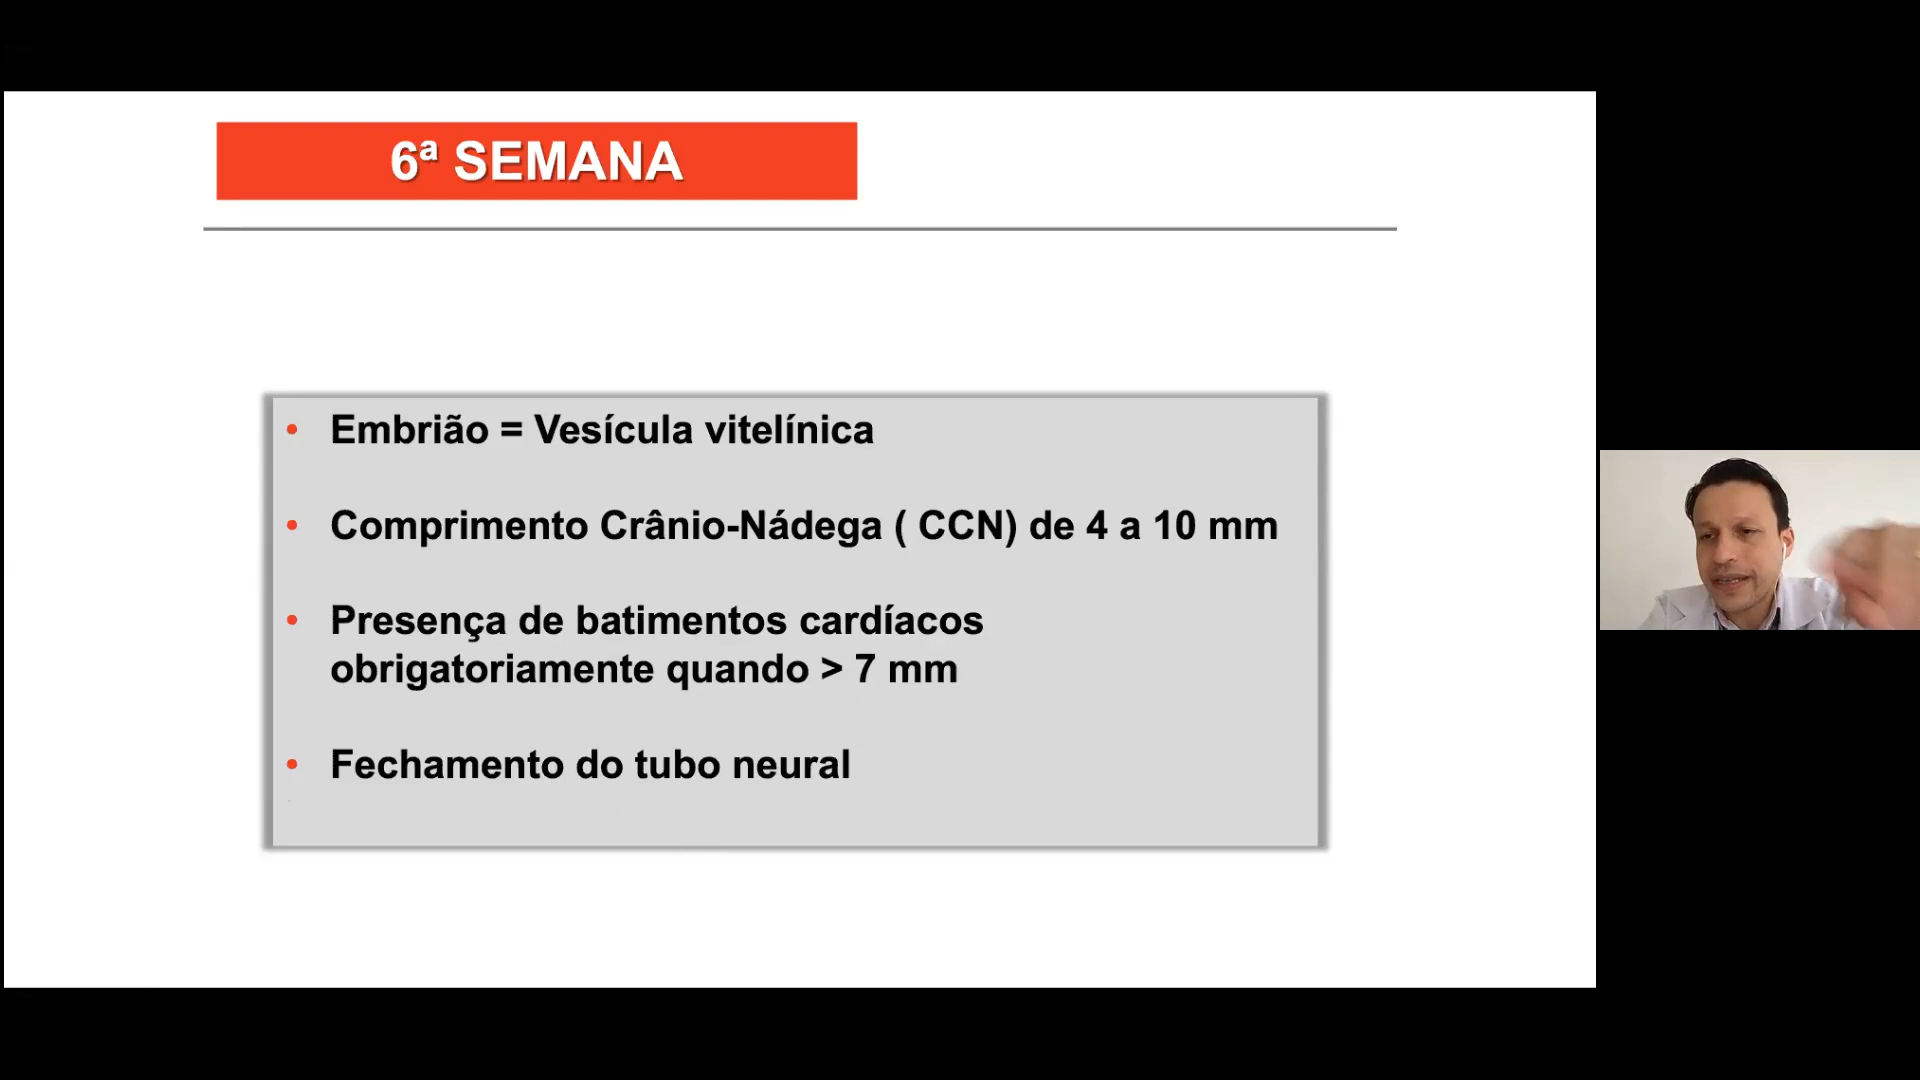 6ª SEMANA
• Embrião = Vesícula vitelínica
• Comprimento Crânio-Nádega ( CCN) de 4 a 10 mm
• Presença de batimentos cardíacos
obrigatoriamente quando > 7 mm
• Fechamento do tubo neural